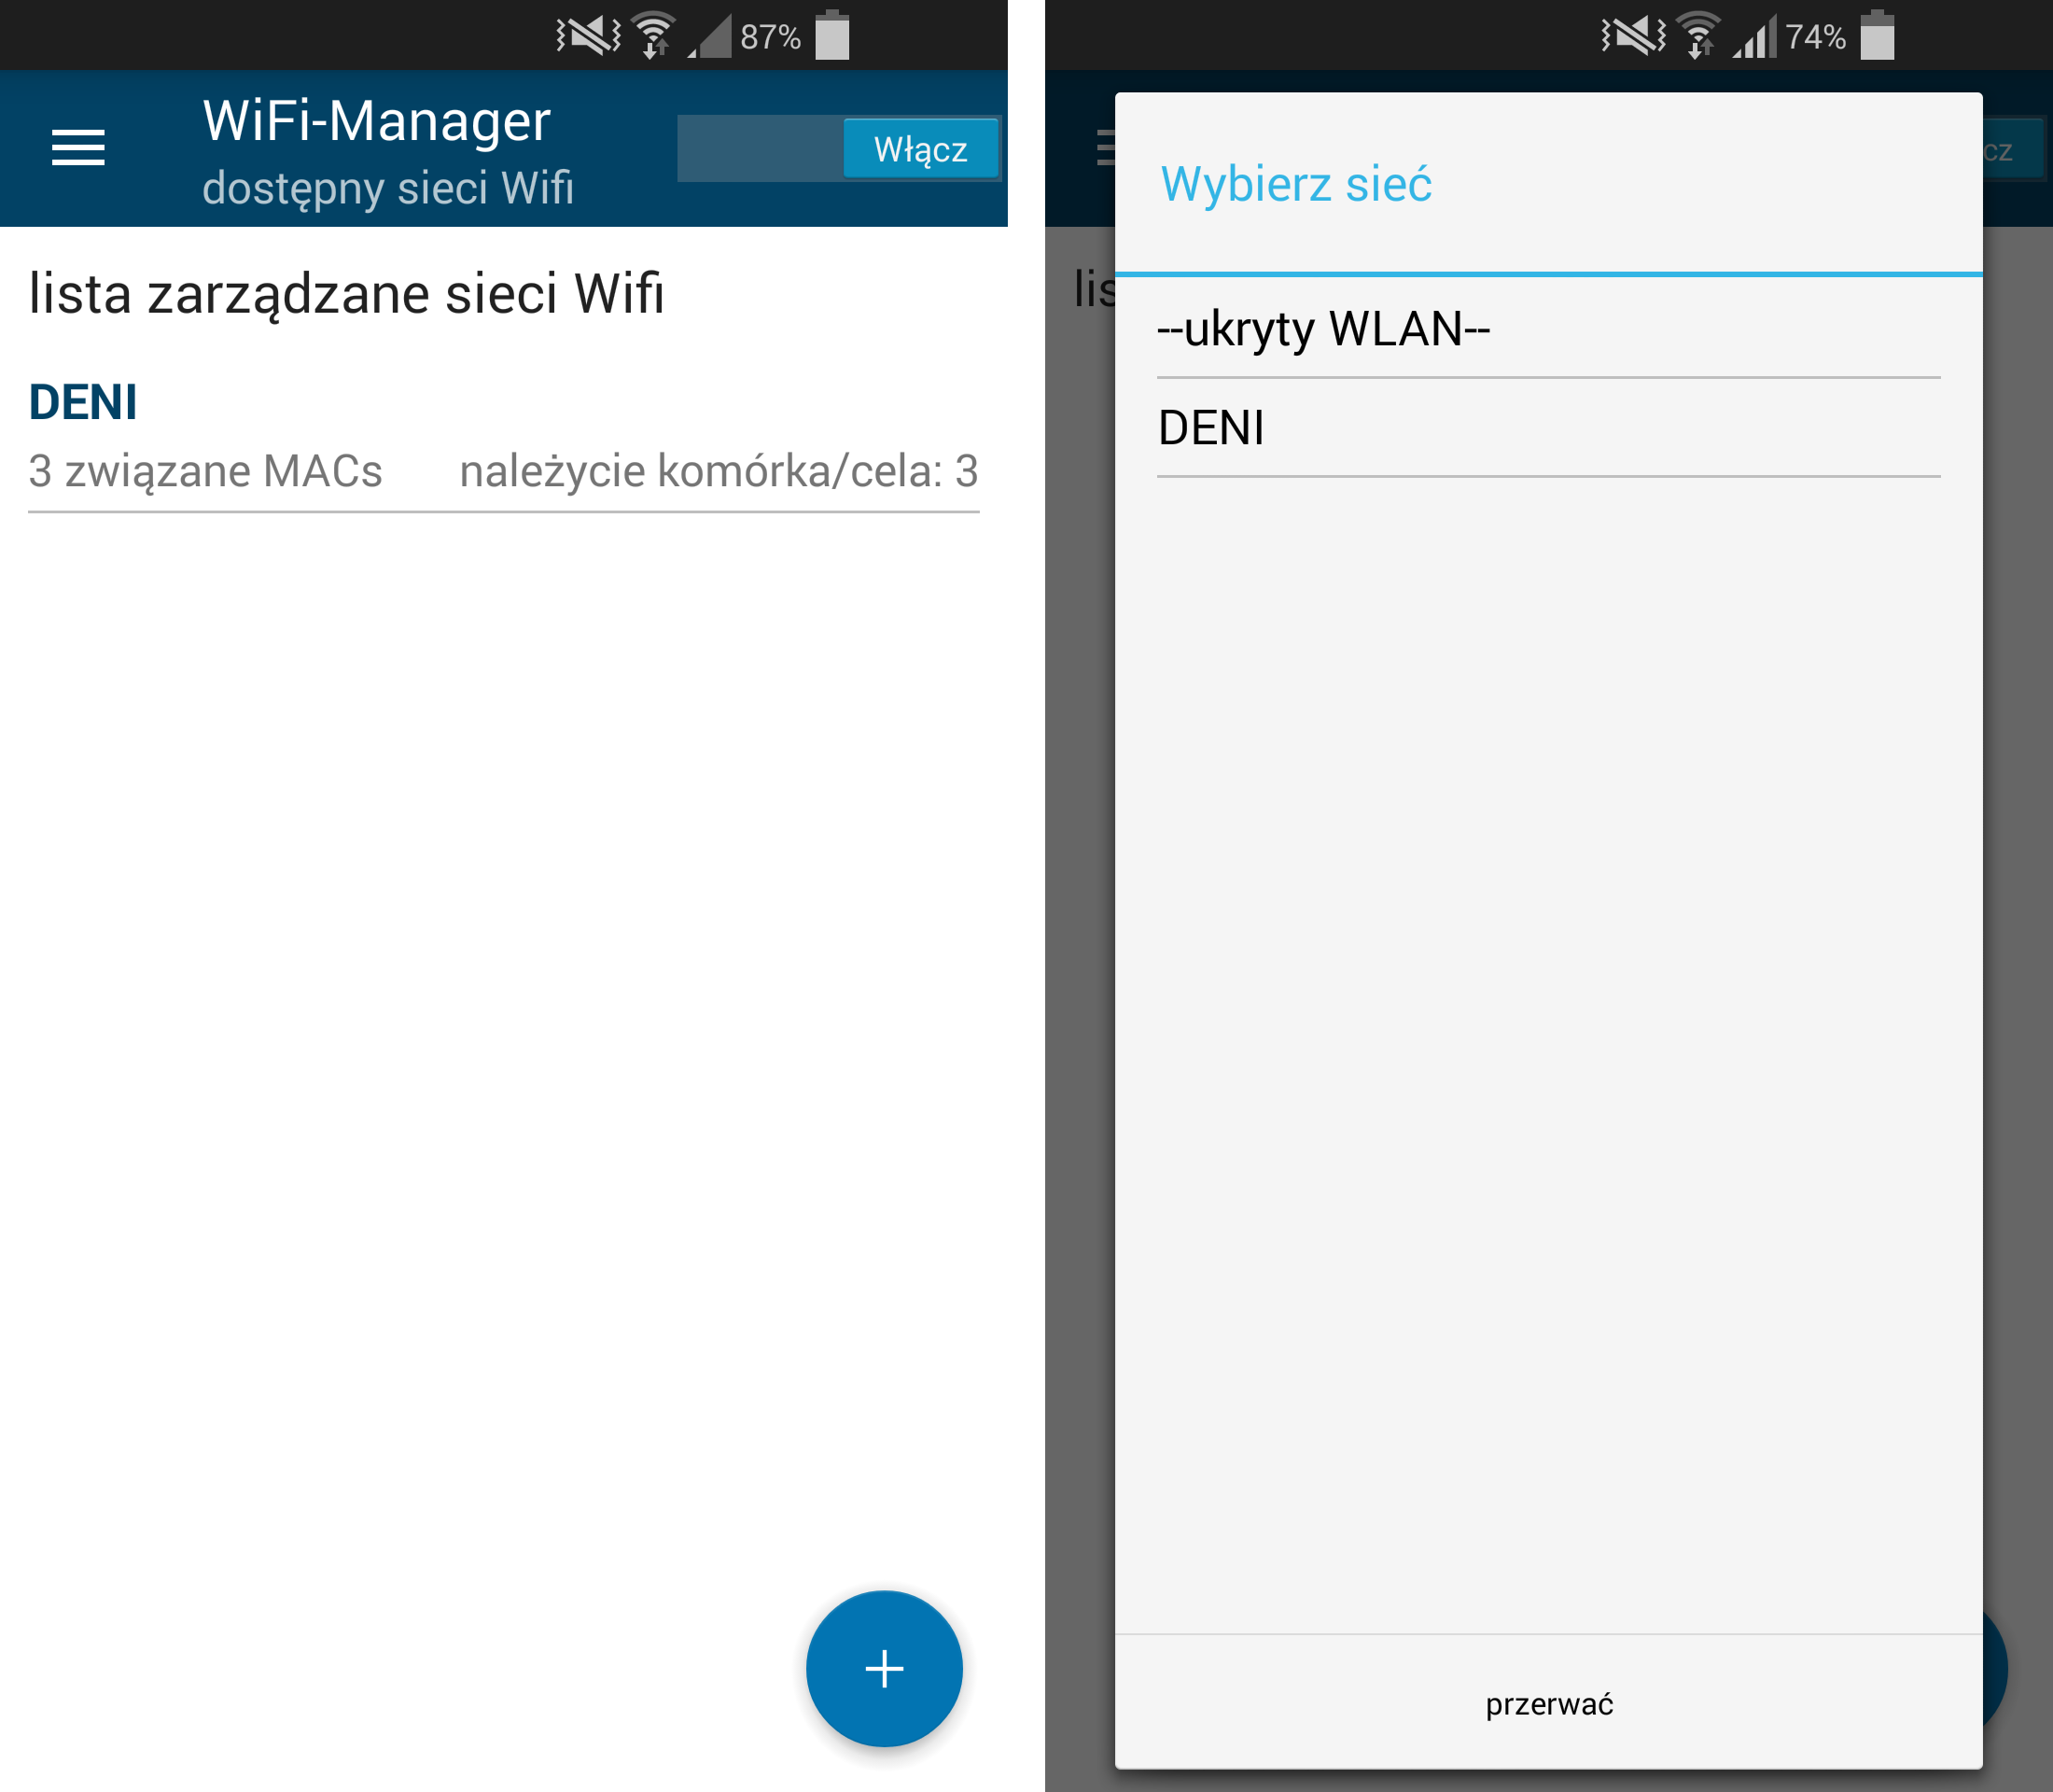 87%
WiFi-Manager
Włącz
dostępny sieci Wifi
lista zarządzane sieci Wifi
DENI
3 związane MACs należycie komórka/cela: 3
74%
cz
lis
Wybierz sieć
--ukryty WLAN--
DENI
przerwać